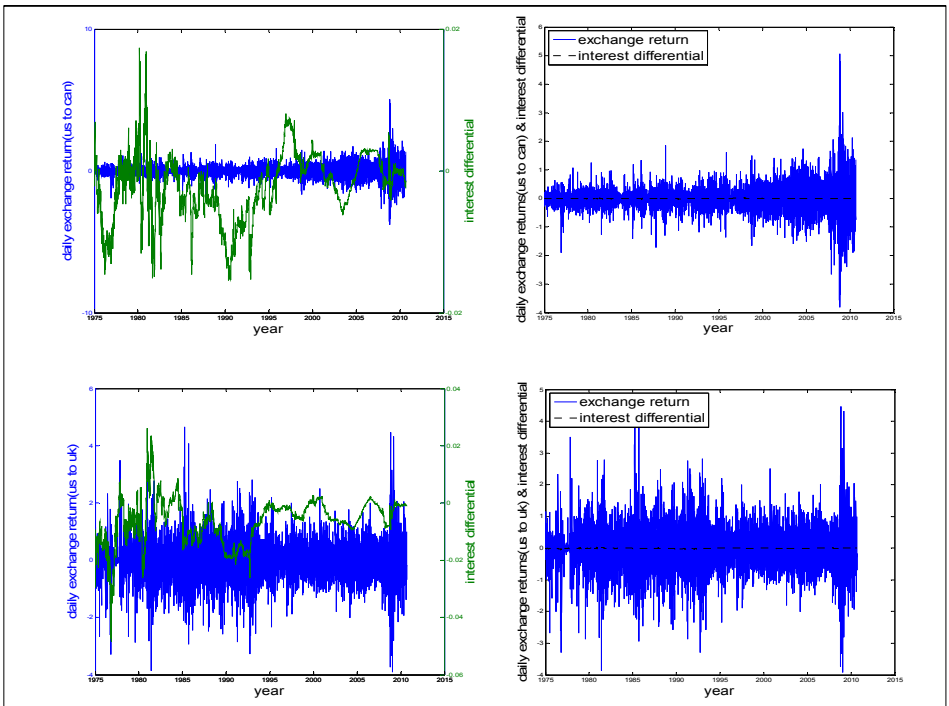 10
0.02
daily exchange return(us to can)
0
0
interest differential
-10
0.02
1975 1980 1985 1990 1995 2000 2005 2010 2015
year
6
5
4
3
2
1
0
-1
-2
-3
-4
daily exchange returns(us to can) & interest differential
exchange return
interest differential
1975 1980 1985 1990 1995 2000 2005 2010 2015
year
6
4
2
0
-2
-4
daily exchange return(us to uk)
0.04
0.02
0
-0.02
-0.04
0.06
interest differential
1975 1980 1985 1990 1995 2000 2005 2010 2015
year
5
4
3
2
1
0
-1
-2
-3
-4
daily exchange returns(us to uk) & interest differential
exchange return
interest differential
1975 1980 1985 1990 1995 2000 2005 2010 2015
year